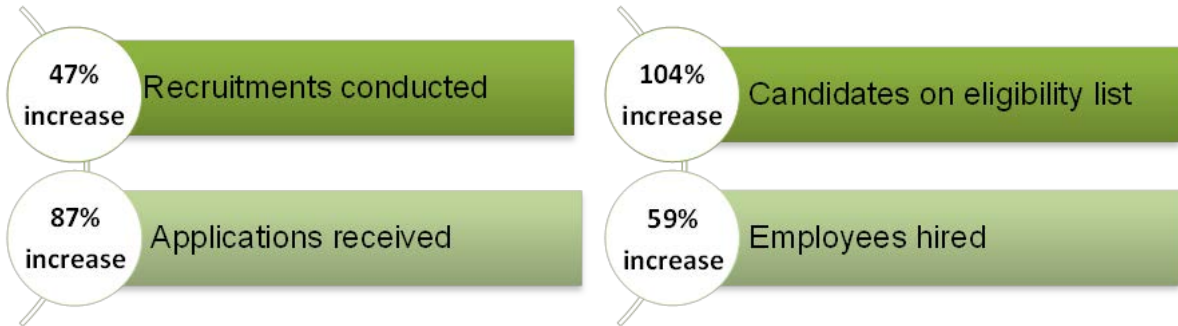 47%
increase
Recruitments conducted
87%
increase
Applications received
104%
increase
Candidates on eligibility list
59%
increase
Employees hired